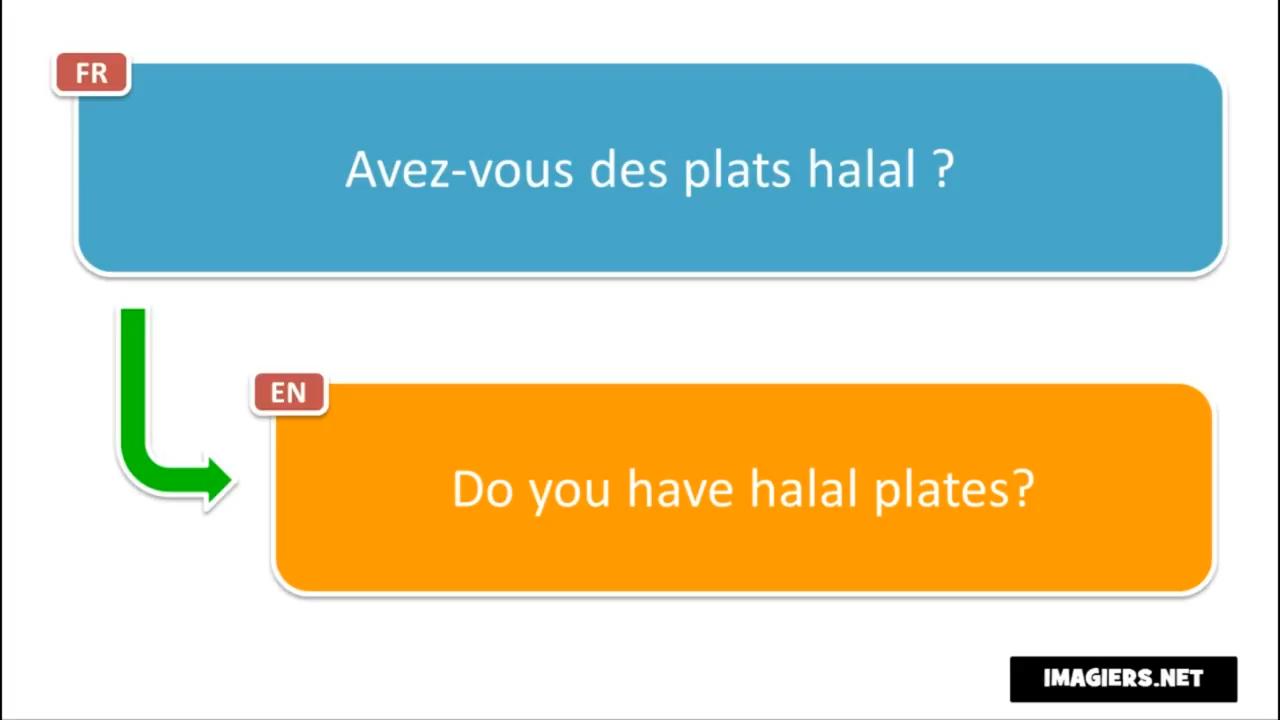 FR
Avez-vous des plats halal ?
EN
Do you have halal plates?
IMAGIERS.NET